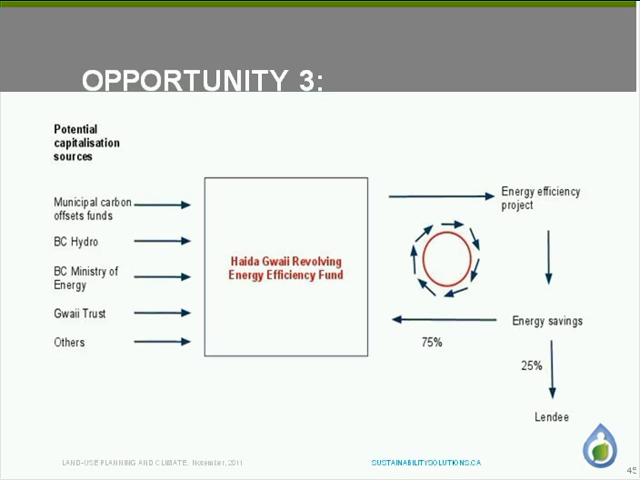 OPPORTUNITY 3:
Potential
capitalisation
sources
Municipal carbon
offsets funds
BC Hydro
BC Ministry of
Energy
Gwaii Trust
Others
Haida Gwaii Revolving
Energy Efficiency Fund
Energy efficiency
project
Energy savings
75%
25%
Lendee
LAND-USE PLANNING AND CLIMATE. November, 2011
SUSTAINABILITYSOLUTIONS.CA
45